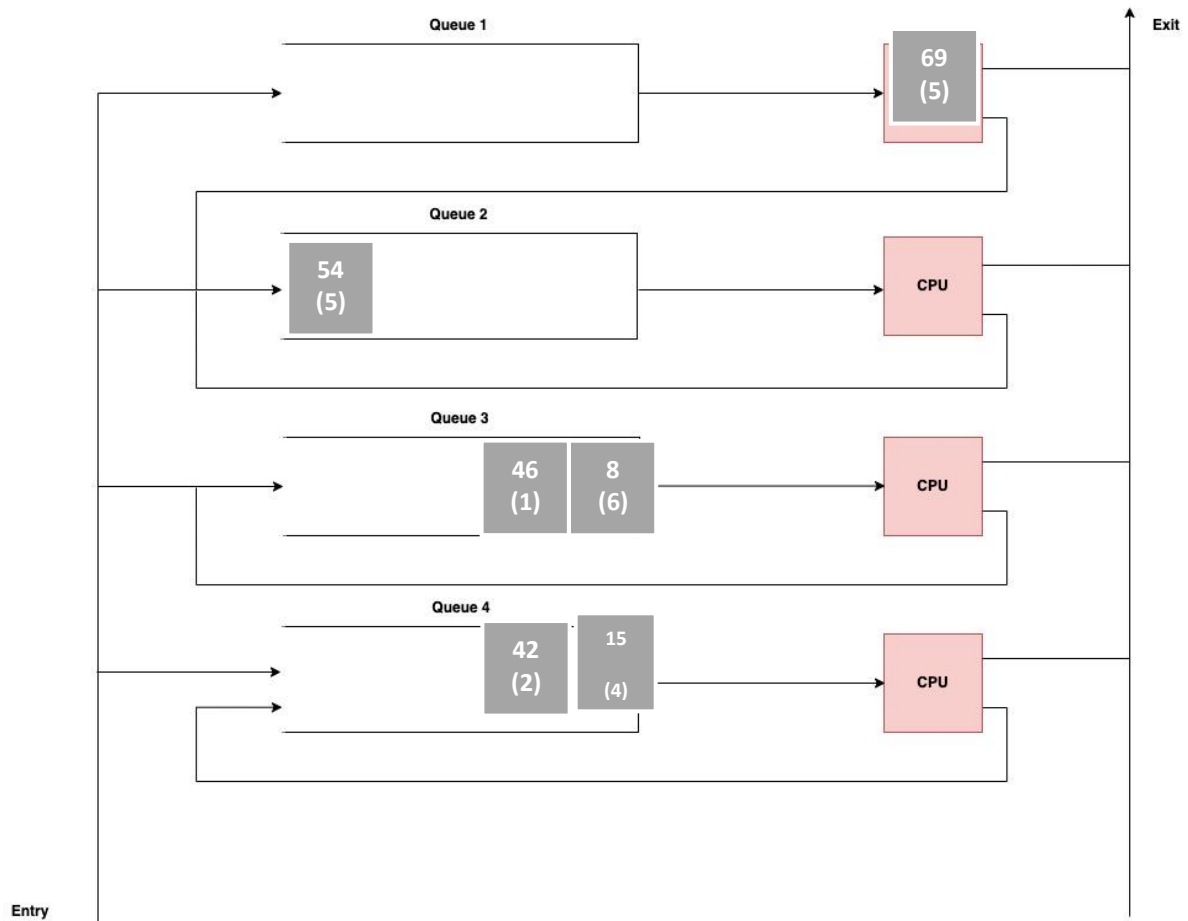 Queue 1
Exit
69
(5)
Queue 2
54
(5)
CPU
Queue 3
46
(1)
8
(6)
CPU
Queue 4
42
(2)
15
(4)
CPU
Entry